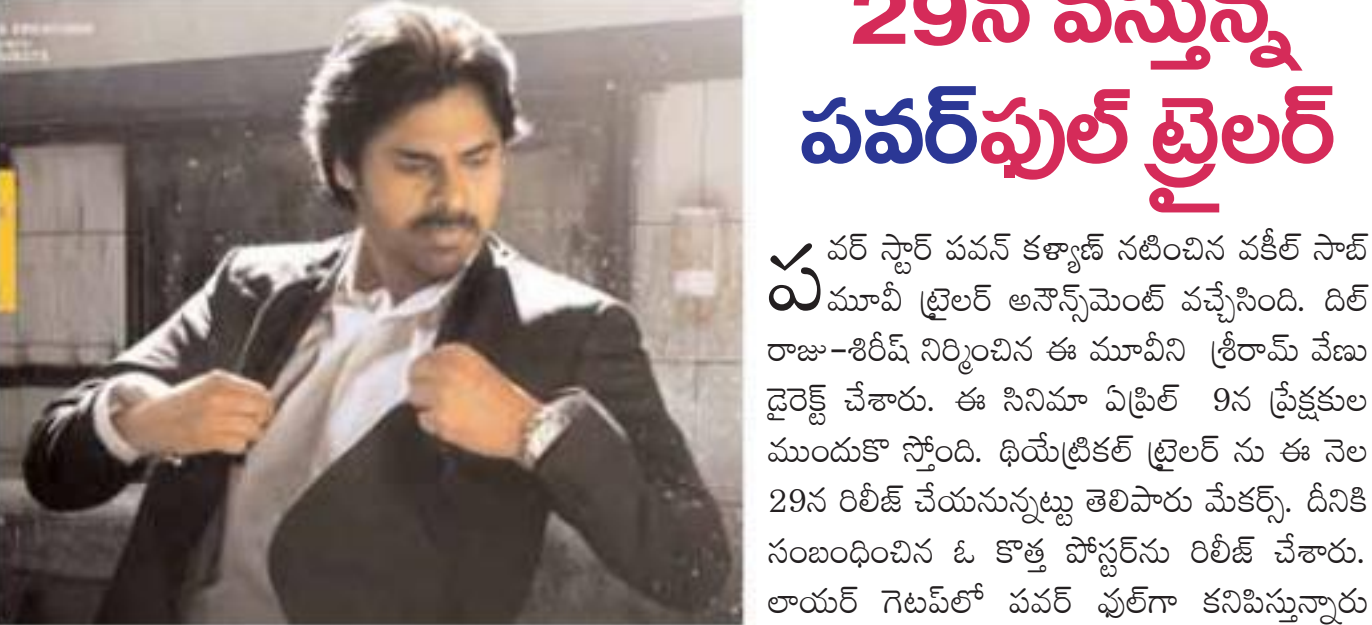 29న వస్తున్న
పవర్‌ఫుల్ ట్రైలర్
పవర్ స్టార్ పవన్ కళ్యాణ్ నటించిన వకీల్ సాబ్
మూవీ ట్రైలర్ అనౌన్స్‌మెంట్ వచ్చేసింది. దిల్
రాజు-శిరీష్ నిర్మించిన ఈ మూవీని శ్రీరామ్ వేణు
డైరెక్ట్ చేశారు. ఈ సినిమా ఏప్రిల్ 9న ప్రేక్షకుల
ముందుకొ స్తోంది. థియేట్రికల్ ట్రైలర్ ను ఈ నెల
29న రిలీజ్ చేయనున్నట్టు తెలిపారు మేకర్స్. దీనికి
సంబంధించిన ఓ కొత్త పోస్టర్‌ను రిలీజ్ చేశారు.
లాయర్ గెటప్‌లో పవర్ ఫుల్‌గా కనిపిస్తున్నారు